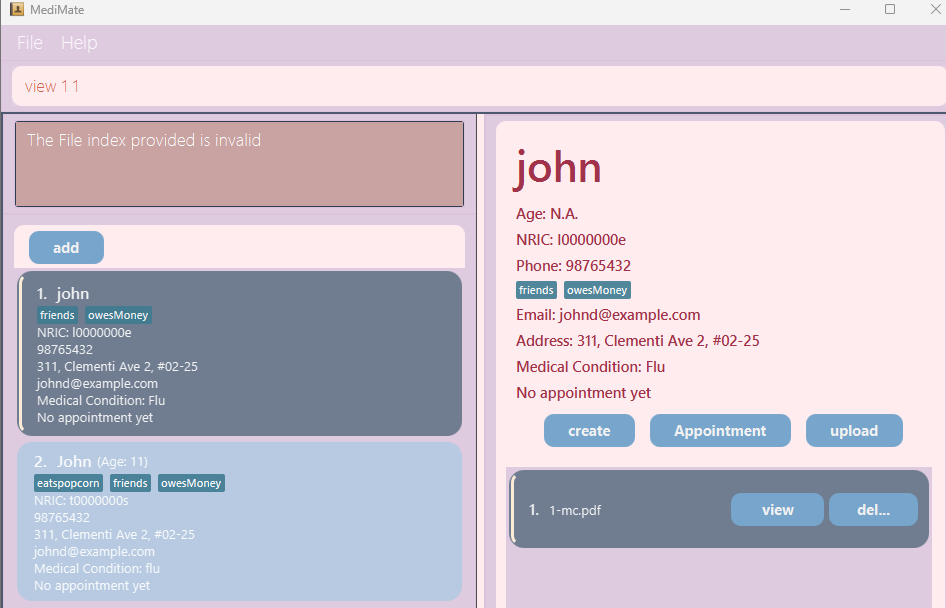 MediMate
File Help
view 1 1
The File index provided is invalid
add
1. john
friends owesMoney
NRIC: I0000000e
98765432
311, Clementi Ave 2, #02-25
johnd@example.com
Medical Condition: Flu
No appointment yet
2. John (Age: 11)
eatspopcorn friends owesMoney
NRIC: t0000000s
98765432
311, Clementi Ave 2, #02-25
johnd@example.com
Medical Condition: flu
No appointment yet
john
Age: N.A.
NRIC: I0000000e
Phone: 98765432
friends owesMoney
Email: johnd@example.com
Address: 311, Clementi Ave 2, #02-25
Medical Condition: Flu
No appointment yet
create Appointment upload
1. 1-mc.pdf view del...